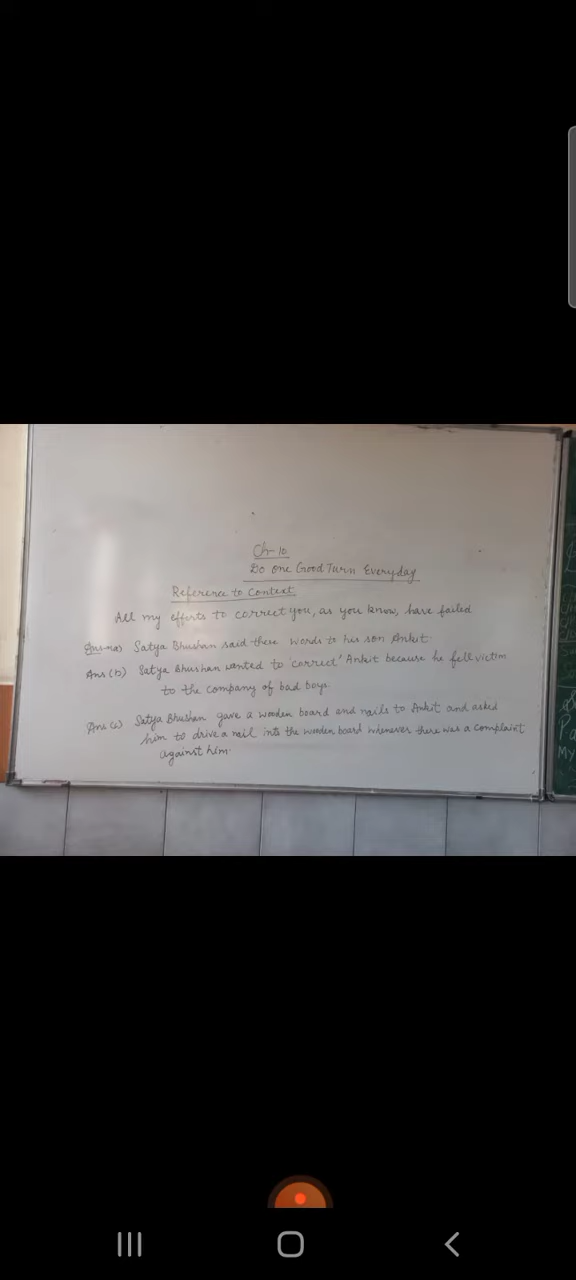 Ch-10
Do One Good Turn Everyday
Reference to Context
All my efforts to correct you, as you know, have failed
Ans-(a) Satya Bhushan said these words to his son Ankit.
Ans (b) Satya Bhushan wanted to 'correct' Ankit because he fell victim
to the company of bad boys.
Ans (c) Satya Bhushan gave a wooden board and nails to Ankit and asked
him to drive a nail into the wooden board whenever there was a complaint
against him.